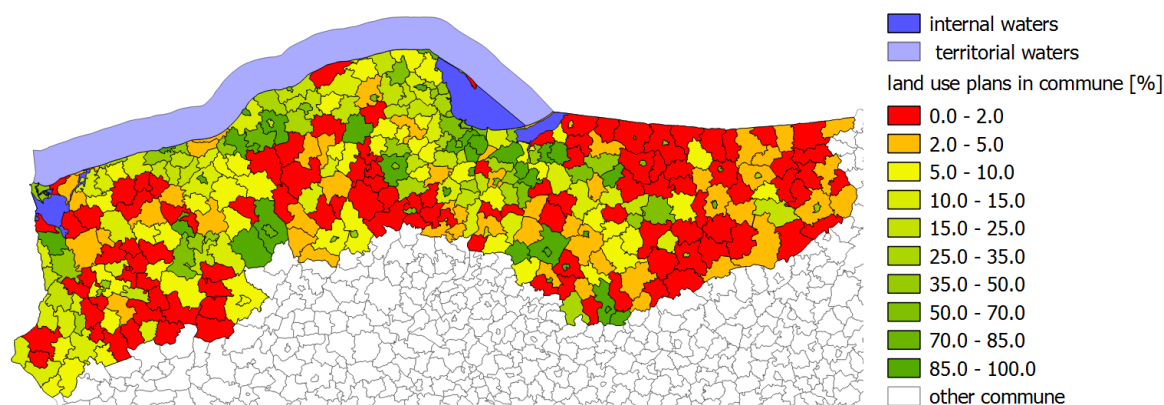 internal waters
territorial waters
land use plans in commune [%]
0.0 - 2.0
2.0 - 5.0
5.0 - 10.0
10.0 - 15.0
15.0 - 25.0
25.0 - 35.0
35.0 - 50.0
50.0 - 70.0
70.0 - 85.0
85.0 - 100.0
other commune